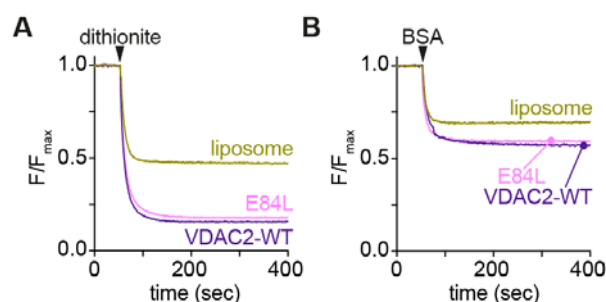 A
dithionite
1.0
0.5
0.0
F/Fmax
liposome
E84L
VDAC2-WT
0
200
400
time (sec)
B
BSA
1.0
0.5
0.0
F/Fmax
liposome
E84L
VDAC2-WT
0
200
400
time (sec)